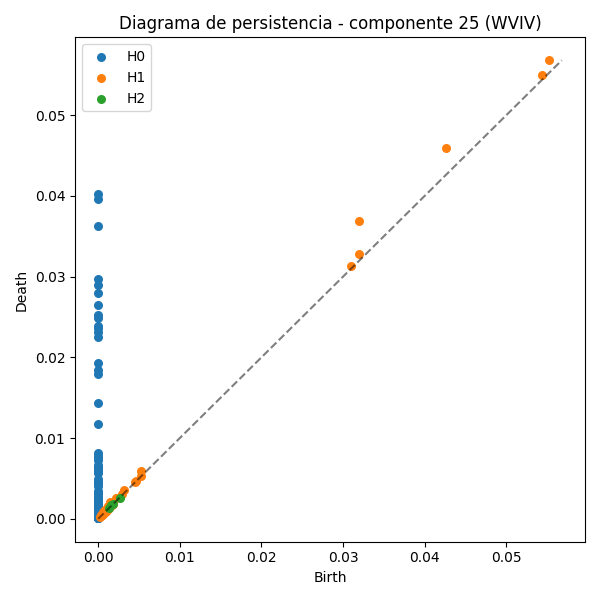 Diagrama de persistencia - componente 25 (WVIV)
H0
H1
H2
0.05
0.04
0.03
0.02
0.01
0.00
Death
0.00 0.01 0.02 0.03 0.04 0.05
Birth